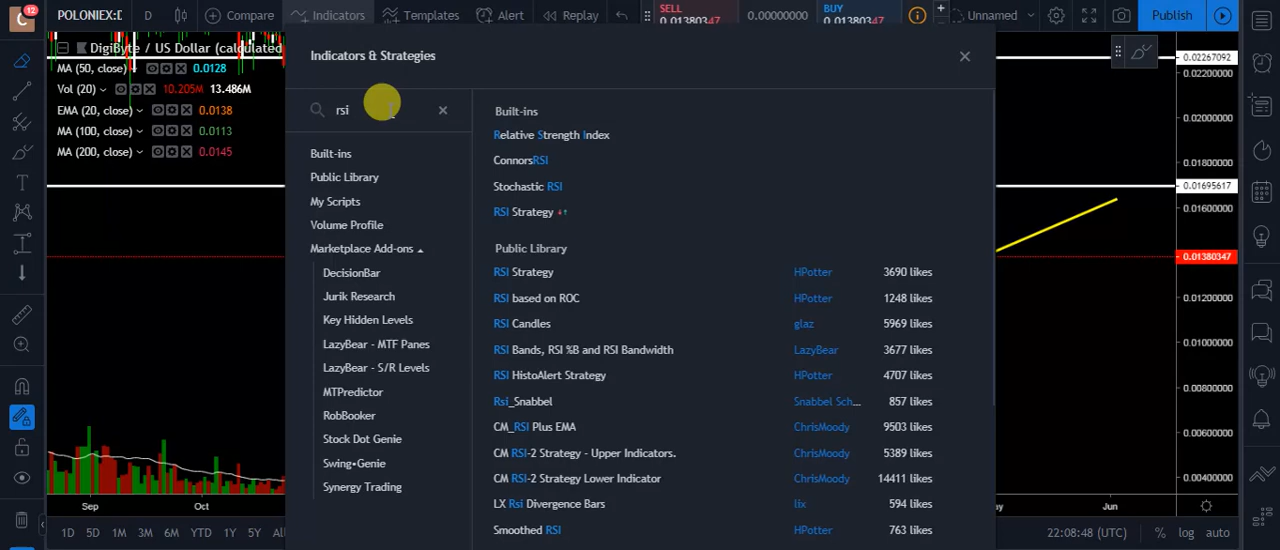 C 12 POLONIEX:D D Compare Indicators Templates Alert Replay SELL 0.01380347 0.00000000 BUY 0.01380347 Unnamed Publish
DigiByte / US Dollar (calculated
MA (50, close) 0.0128
Vol (20) 10.205M 13.486M
EMA (20, close) 0.0138
MA (100, close) 0.0113
MA (200, close) 0.0145
Indicators & Strategies
rsi
Built-ins
Public Library
My Scripts
Volume Profile
Marketplace Add-ons
DecisionBar
Jurik Research
Key Hidden Levels
LazyBear - MTF Panes
LazyBear - S/R Levels
MTPredictor
RobBooker
Stock Dot Genie
Swing•Genie
Synergy Trading
Built-ins
Relative Strength Index
ConnorsRSI
Stochastic RSI
RSI Strategy
Public Library
RSI Strategy HPotter 3690 likes
RSI based on ROC HPotter 1248 likes
RSI Candles glaz 5969 likes
RSI Bands, RSI %B and RSI Bandwidth LazyBear 3677 likes
RSI HistoAlert Strategy HPotter 4707 likes
Rsi_Snabbel Snabbel Sch... 857 likes
CM_RSI Plus EMA ChrisMoody 9503 likes
CM RSI-2 Strategy - Upper Indicators. ChrisMoody 5389 likes
CM RSI-2 Strategy Lower Indicator ChrisMoody 14411 likes
LX Rsi Divergence Bars lix 594 likes
Smoothed RSI HPotter 763 likes
0.02267092
0.02200000
0.01800000
0.01695617
0.01600000
0.01380347
0.01200000
0.01000000
0.00800000
0.00600000
0.00400000
Sep Oct Jun
1D 5D 1M 3M 6M YTD 1Y 5Y 22:08:48 (UTC) % log auto